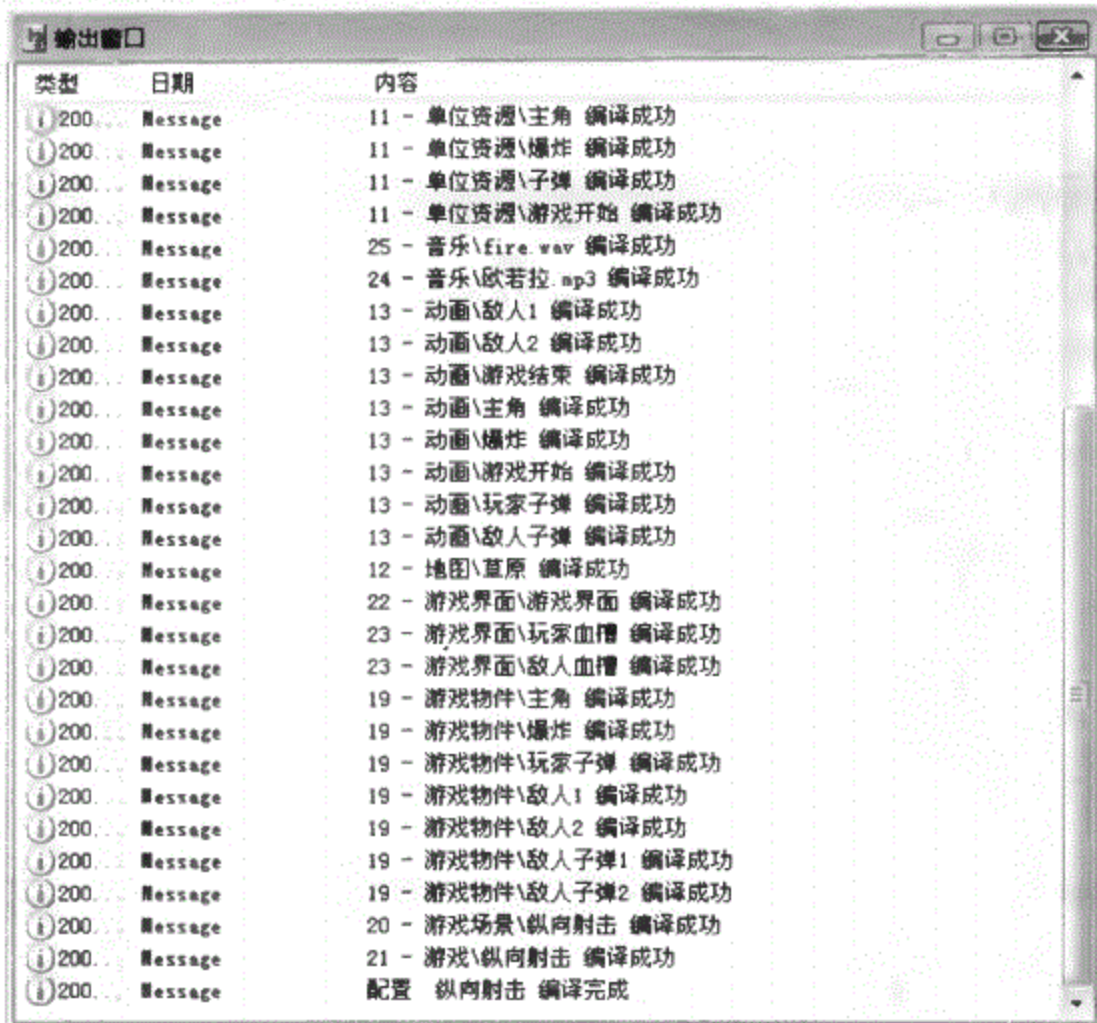 输出窗口
类型 日期 内容
200... Message 11 - 单位资源\主角 编译成功
200... Message 11 - 单位资源\爆炸 编译成功
200... Message 11 - 单位资源\子弹 编译成功
200... Message 11 - 单位资源\游戏开始 编译成功
200... Message 25 - 音乐\fire.wav 编译成功
200... Message 24 - 音乐\欧若拉.mp3 编译成功
200... Message 13 - 动画\敌人1 编译成功
200... Message 13 - 动画\敌人2 编译成功
200... Message 13 - 动画\游戏结束 编译成功
200... Message 13 - 动画\主角 编译成功
200... Message 13 - 动画\爆炸 编译成功
200... Message 13 - 动画\游戏开始 编译成功
200... Message 13 - 动画\玩家子弹 编译成功
200... Message 13 - 动画\敌人子弹 编译成功
200... Message 12 - 地图\草原 编译成功
200... Message 22 - 游戏界面\游戏界面 编译成功
200... Message 23 - 游戏界面\玩家血槽 编译成功
200... Message 23 - 游戏界面\敌人血槽 编译成功
200... Message 19 - 游戏物件\主角 编译成功
200... Message 19 - 游戏物件\爆炸 编译成功
200... Message 19 - 游戏物件\玩家子弹 编译成功
200... Message 19 - 游戏物件\敌人1 编译成功
200... Message 19 - 游戏物件\敌人2 编译成功
200... Message 19 - 游戏物件\敌人子弹1 编译成功
200... Message 19 - 游戏物件\敌人子弹2 编译成功
200... Message 20 - 游戏场景\纵向射击 编译成功
200... Message 21 - 游戏\纵向射击 编译成功
200... Message 配置 纵向射击 编译完成